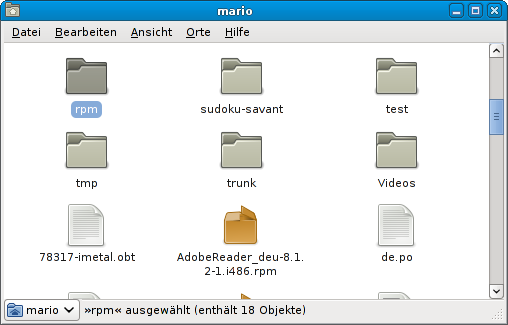 mario
Datei Bearbeiten Ansicht Orte Hilfe
rpm sudoku-savant test
tmp trunk Videos
78317-imetal.obt AdobeReader_deu-8.1. de.po
2-1.i486.rpm
mario »rpm« ausgewählt (enthält 18 Objekte)